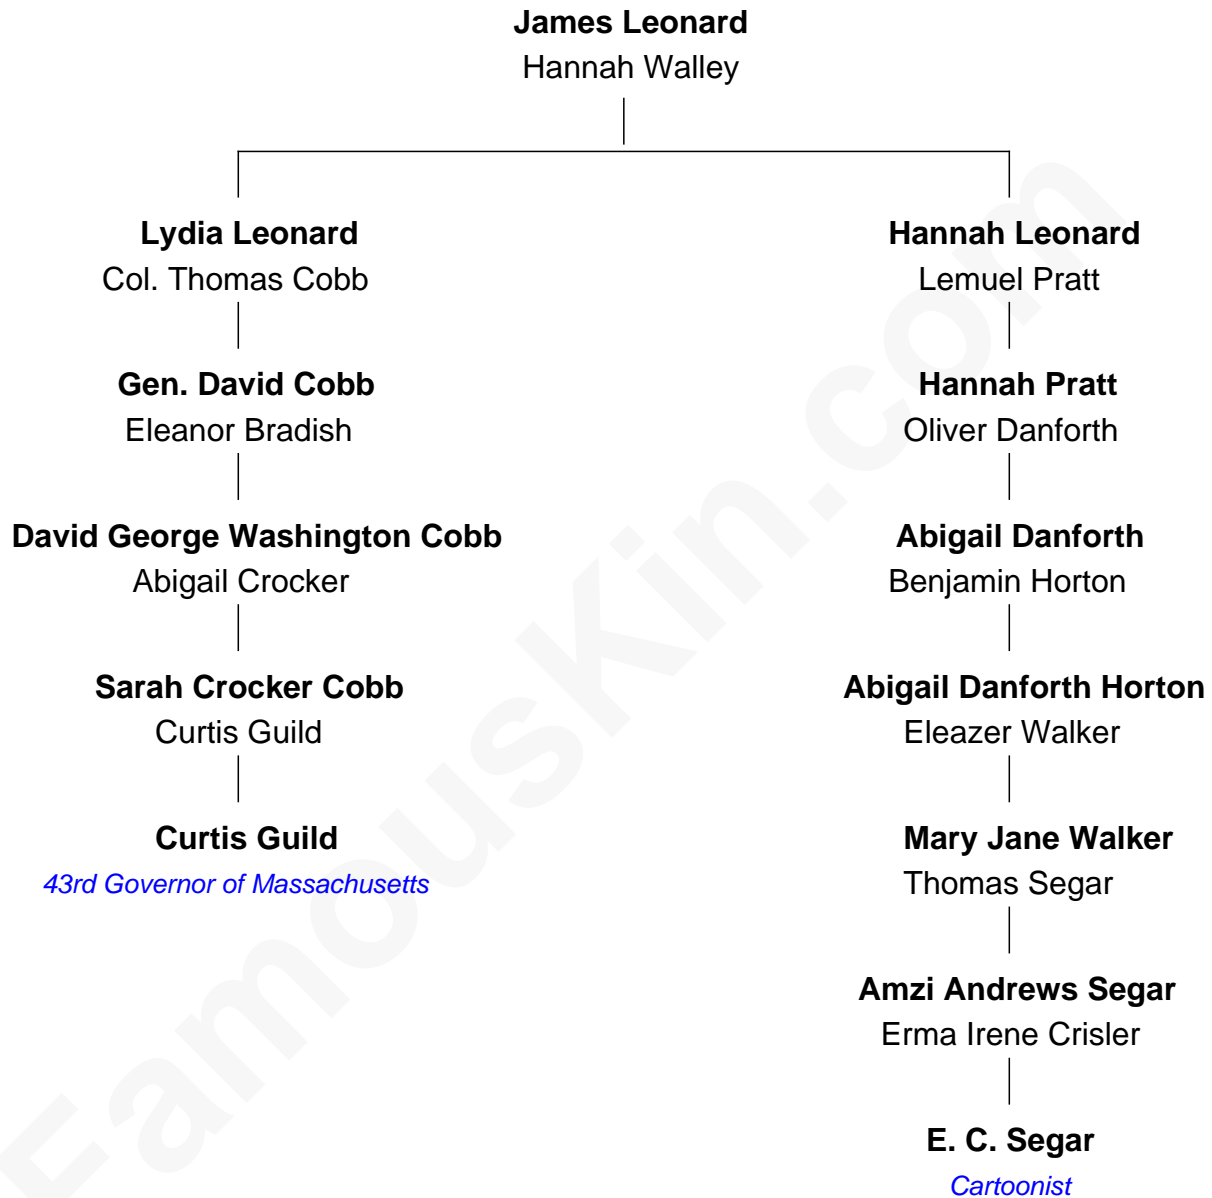 James Leonard
Hannah Walley
Lydia Leonard
Col. Thomas Cobb
Hannah Leonard
Lemuel Pratt
Gen. David Cobb
Eleanor Bradish
Hannah Pratt
Oliver Danforth
David George Washington Cobb
Abigail Crocker
Abigail Danforth
Benjamin Horton
Sarah Crocker Cobb
Curtis Guild
Abigail Danforth Horton
Eleazer Walker
Curtis Guild
43rd Governor of Massachusetts
Mary Jane Walker
Thomas Segar
Amzi Andrews Segar
Erma Irene Crisler
E. C. Segar
Cartoonist
FamousKin.com